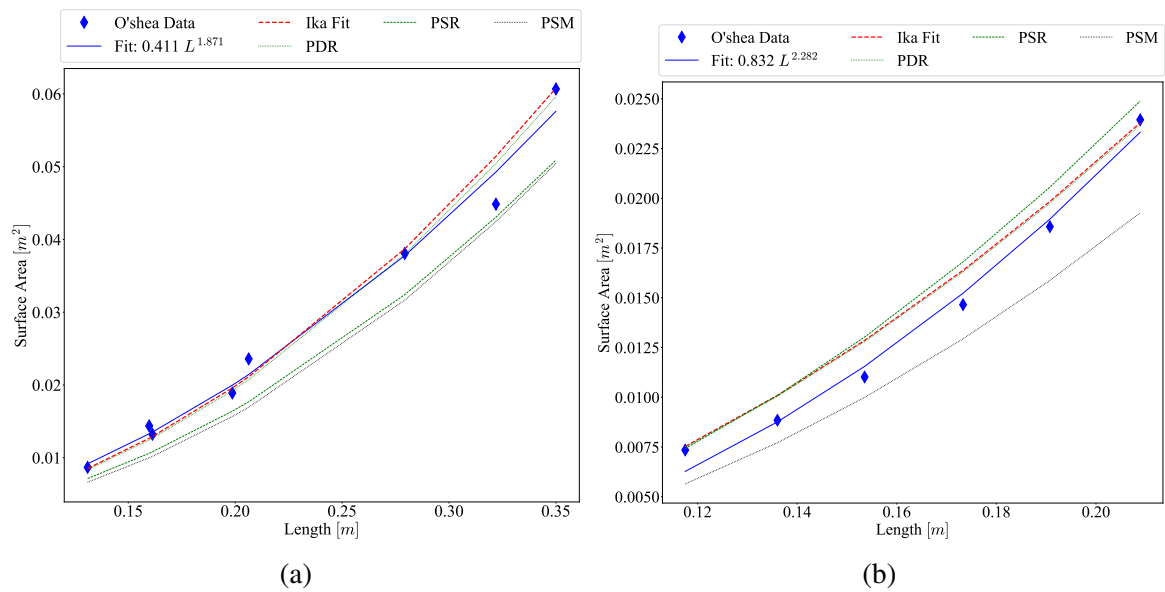 O'shea Data
Fit: 0.411 L^1.871
Ika Fit
PDR
PSR
PSM
0.06
0.05
0.04
0.03
0.02
0.01
Surface Area [m^2]
0.15 0.20 0.25 0.30 0.35
Length [m]
(a)
O'shea Data
Fit: 0.832 L^2.282
Ika Fit
PDR
PSR
PSM
0.0250
0.0225
0.0200
0.0175
0.0150
0.0125
0.0100
0.0075
0.0050
Surface Area [m^2]
0.12 0.14 0.16 0.18 0.20
Length [m]
(b)